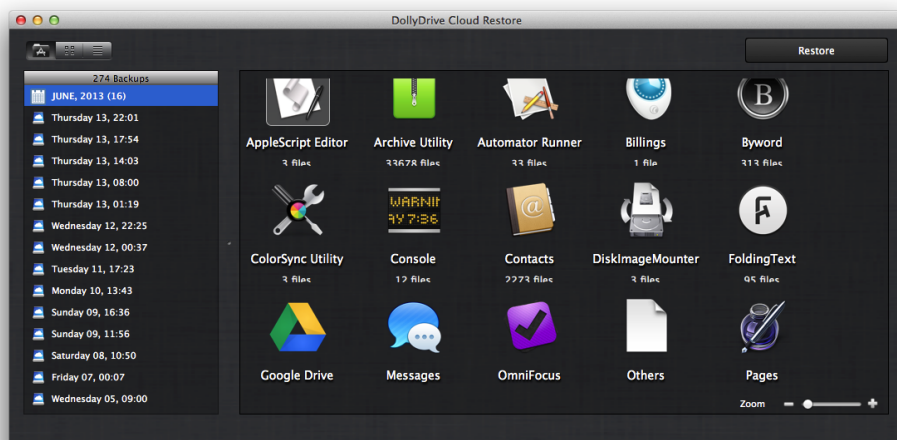 DollyDrive Cloud Restore
Restore
274 Backups
JUNE, 2013 (16)
Thursday 13, 22:01
Thursday 13, 17:54
Thursday 13, 14:03
Thursday 13, 08:00
Thursday 13, 01:19
Wednesday 12, 22:25
Wednesday 12, 00:37
Tuesday 11, 17:23
Monday 10, 13:43
Sunday 09, 16:36
Sunday 09, 11:56
Saturday 08, 10:50
Friday 07, 00:07
Wednesday 05, 09:00
B
AppleScript Editor Archive Utility Automator Runner Billings Byword
3 files 33678 files 33 files 1 file 313 files
WARNIN
AY 7:36
@
F
ColorSync Utility Console Contacts DiskImageMounter FoldingText
3 files 12 files 2273 files 3 files 95 files
Google Drive Messages OmniFocus Others Pages
Zoom